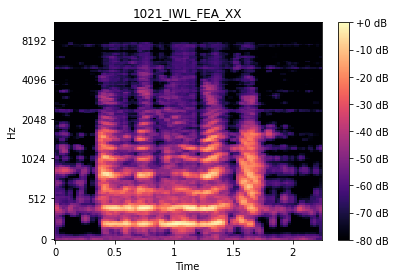 1021_IWL_FEA_XX
+0 dB
8192
-10 dB
4096
-20 dB
-30 dB
2048
Hz
-40 dB
1024
-50 dB
512
-60 dB
-70 dB
0
-80 dB
0 0.5 1 1.5 2
Time